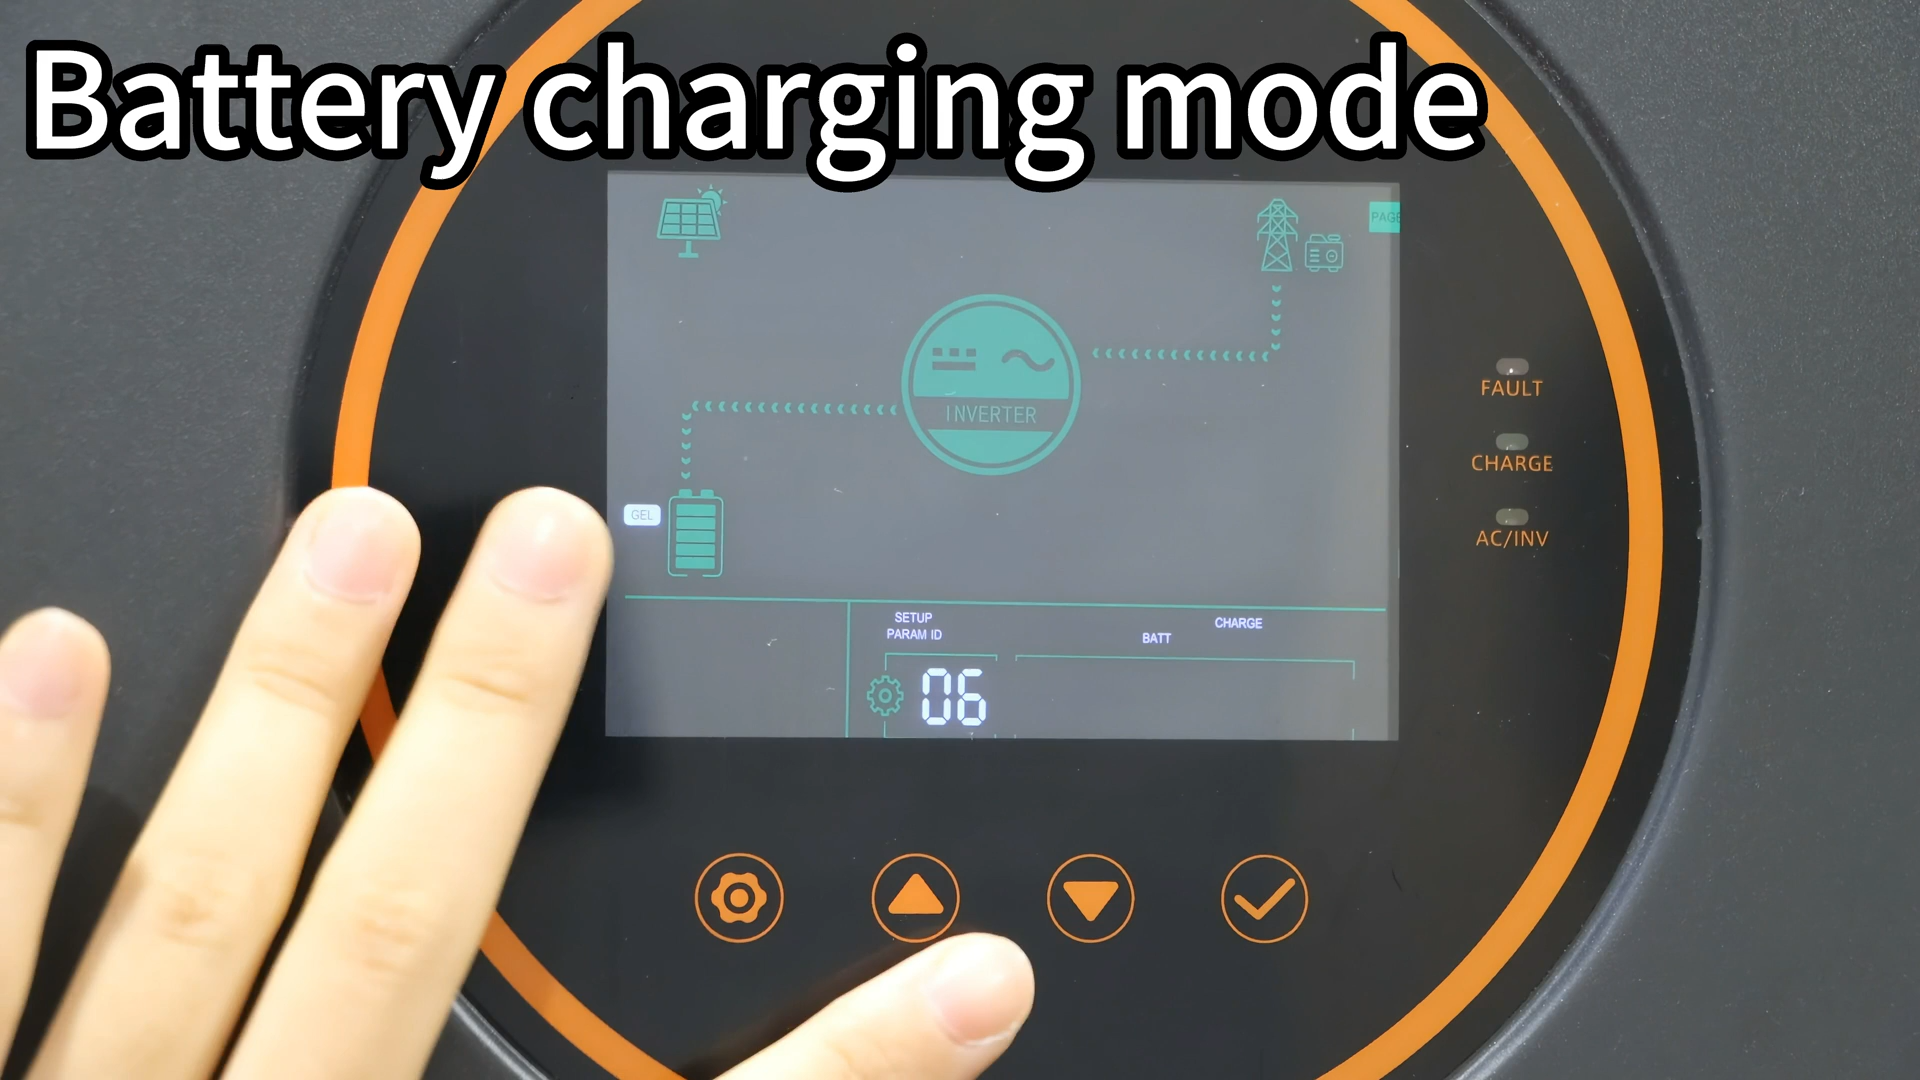 Battery charging mode
PAGE
INVERTER
FAULT
CHARGE
AC/INV
GEL
SETUP
PARAM ID
BATT
CHARGE
06